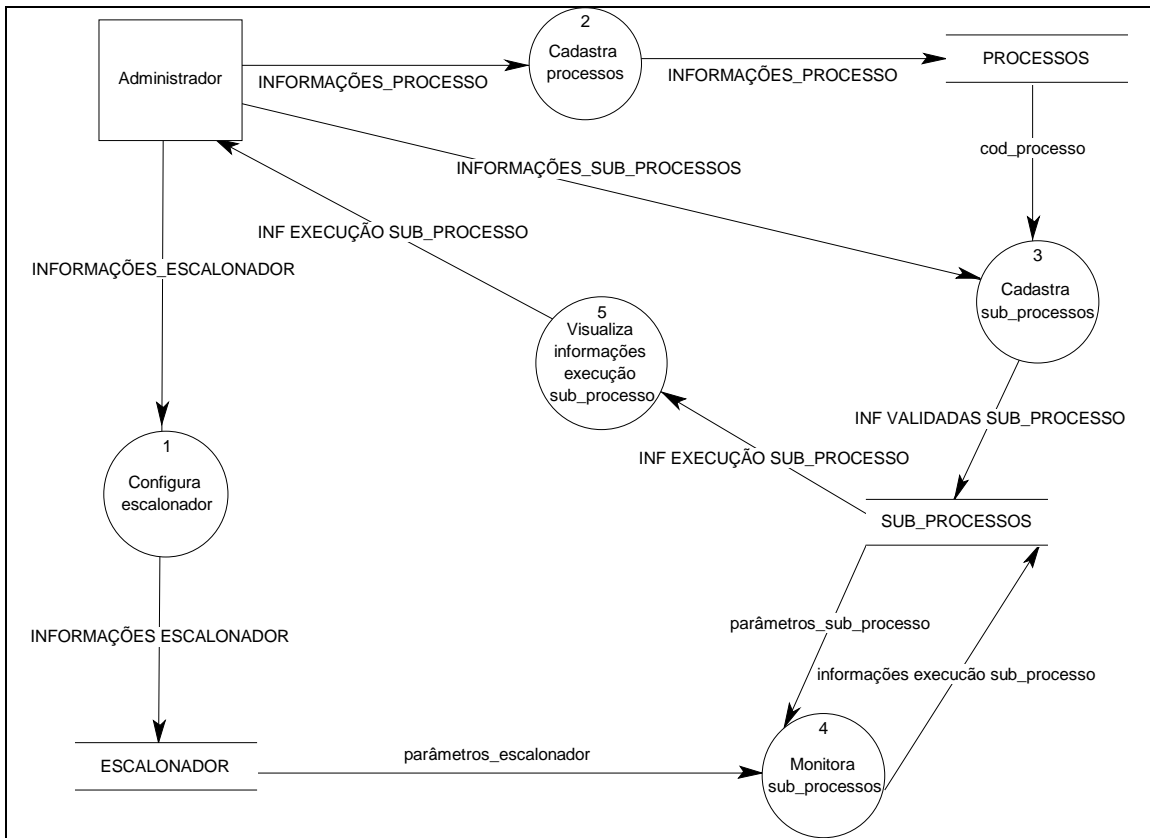 2
Cadastra
processos
PROCESSOS
Administrador
INFORMAÇÕES_PROCESSO
INFORMAÇÕES_PROCESSO
cod_processo
INFORMAÇÕES_SUB_PROCESSOS
INF EXECUÇÃO SUB_PROCESSO
INFORMAÇÕES_ESCALONADOR
3
Cadastra
sub_processos
5
Visualiza
informações
execução
sub_processo
INF VALIDADAS SUB_PROCESSO
1
Configura
escalonador
INF EXECUÇÃO SUB_PROCESSO
SUB_PROCESSOS
INFORMAÇÕES ESCALONADOR
parâmetros_sub_processo
informações execucão sub_processo
4
Monitora
sub_processos
parâmetros_escalonador
ESCALONADOR